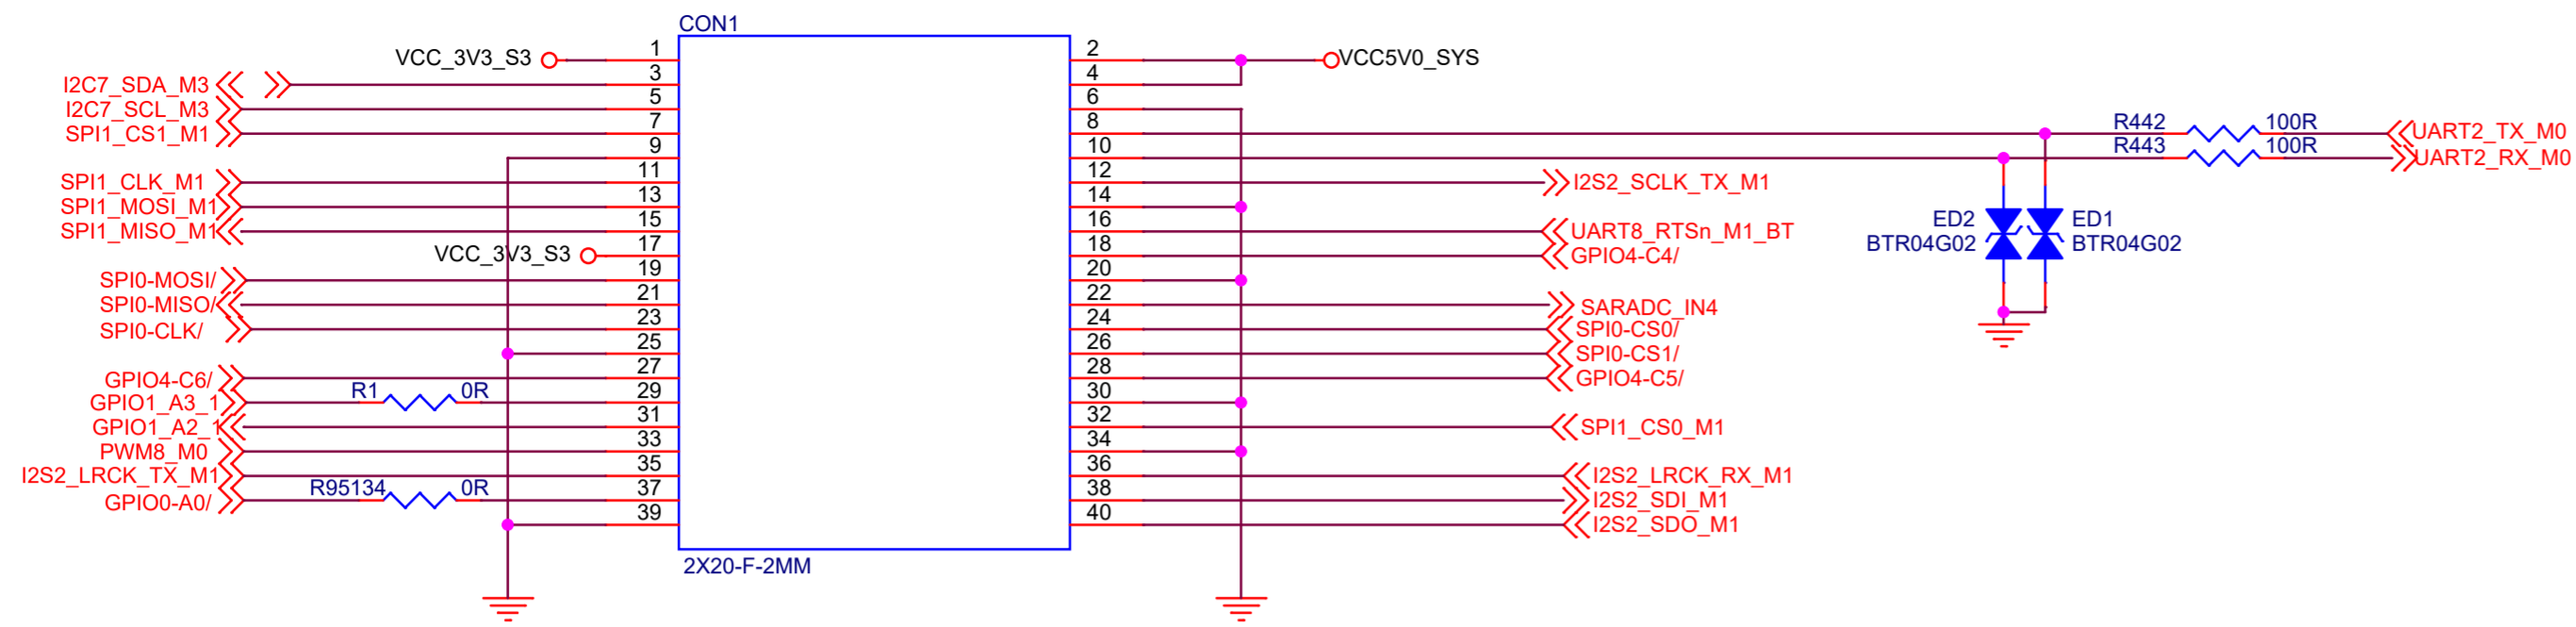 CON1
VCC_3V3_S3 1 2 VCC5V0_SYS
I2C7_SDA_M3 3 4
I2C7_SCL_M3 5 6
SPI1_CS1_M1 7 8 R442 100R UART2_TX_M0
9 10 R443 100R UART2_RX_M0
SPI1_CLK_M1 11 12 I2S2_SCLK_TX_M1
SPI1_MOSI_M1 13 14
SPI1_MISO_M1 15 16 UART8_RTSn_M1_BT
VCC_3V3_S3 17 18 GPIO4-C4/
SPI0-MOSI/ 19 20
SPI0-MISO/ 21 22 SARADC_IN4
SPI0-CLK/ 23 24 SPI0-CS0/
25 26 SPI0-CS1/
GPIO4-C6/ 27 28 GPIO4-C5/
GPIO1_A3_1 R1 0R 29 30
GPIO1_A2_1 31 32 SPI1_CS0_M1
PWM8_M0 33 34
I2S2_LRCK_TX_M1 35 36 I2S2_LRCK_RX_M1
GPIO0-A0/ R95134 0R 37 38 I2S2_SDI_M1
39 40 I2S2_SDO_M1
2X20-F-2MM
ED2 ED1
BTR04G02 BTR04G02